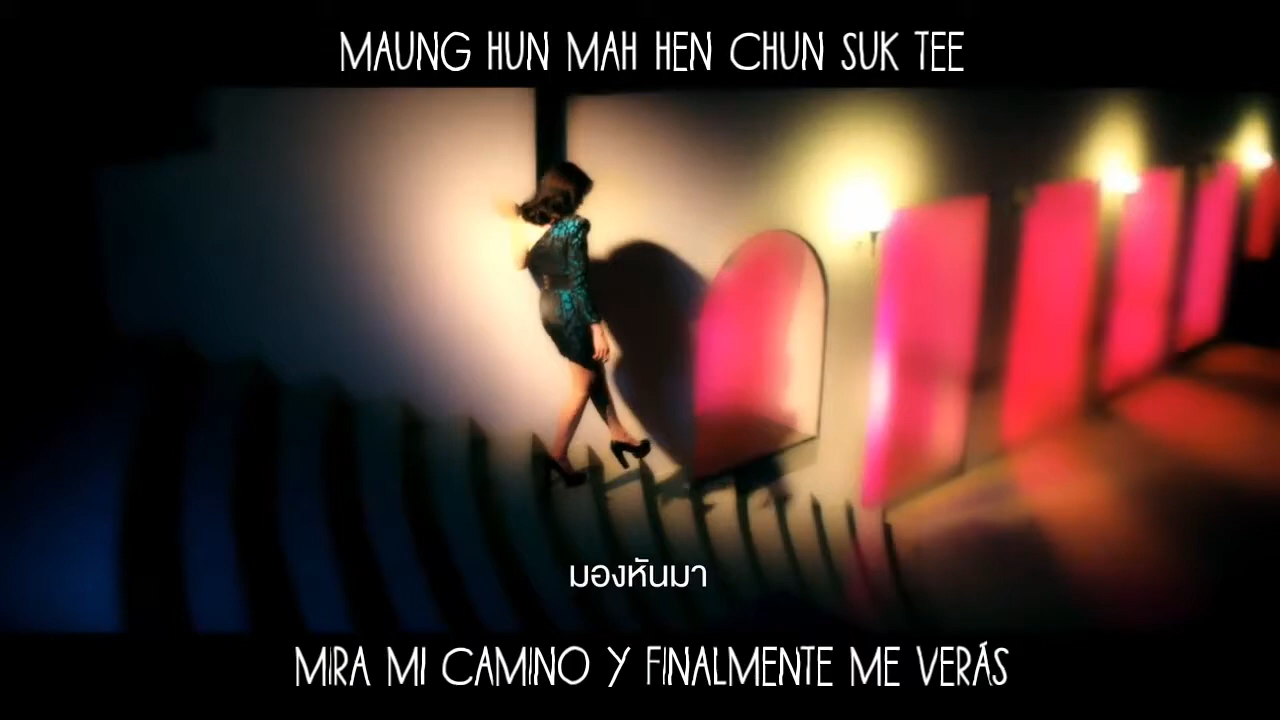 MAUNG HUN MAH HEN CHUN SUK TEE
มองหันมา
MIRA MI CAMINO Y FINALMENTE ME VERÁS